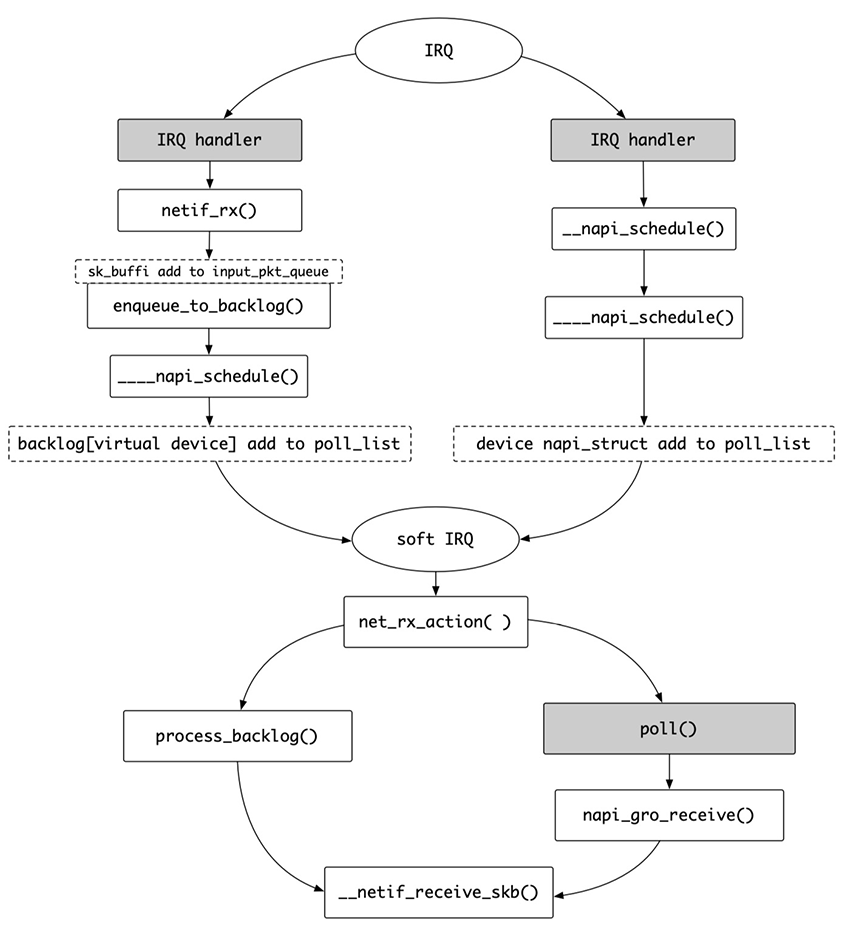 IRQ
IRQ handler
IRQ handler
netif_rx()
__napi_schedule()
sk_buffi add to input_pkt_queue
enqueue_to_backlog()
____napi_schedule()
____napi_schedule()
backlog[virtual device] add to poll_list
device napi_struct add to poll_list
soft IRQ
net_rx_action( )
process_backlog()
poll()
napi_gro_receive()
__netif_receive_skb()